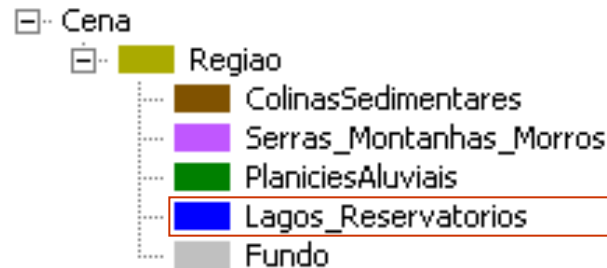 Cena
Regiao
ColinasSedimentares
Serras_Montanhas_Morros
PlaniciesAluviais
Lagos_Reservatorios
Fundo